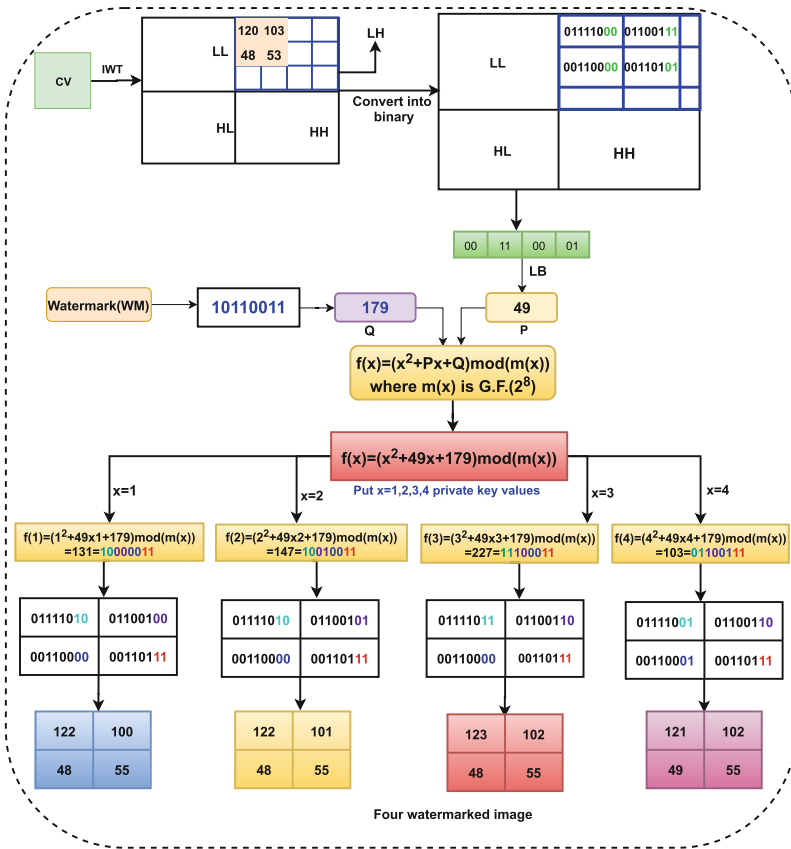 CV
IWT
LL
120 103
48 53
LH
HL
HH
Convert into
binary
LL
01111000 01100111
00110000 00110101
HL
HH
00 11 00 01
LB
Watermark(WM)
10110011
179
Q
49
P
f(x)=(x²+Px+Q)mod(m(x))
where m(x) is G.F.(2⁸)
f(x)=(x²+49x+179)mod(m(x))
Put x=1,2,3,4 private key values
x=1
x=2
x=3
x=4
f(1)=(1²+49x1+179)mod(m(x))
=131=10000011
f(2)=(2²+49x2+179)mod(m(x))
=147=10010011
f(3)=(3²+49x3+179)mod(m(x))
=227=11100011
f(4)=(4²+49x4+179)mod(m(x))
=103=01100111
01111010 01100100
00110000 00110111
01111010 01100101
00110000 00110111
01111011 01100110
00110000 00110111
01111001 01100110
00110001 00110111
122 100
48 55
122 101
48 55
123 102
48 55
121 102
49 55
Four watermarked image